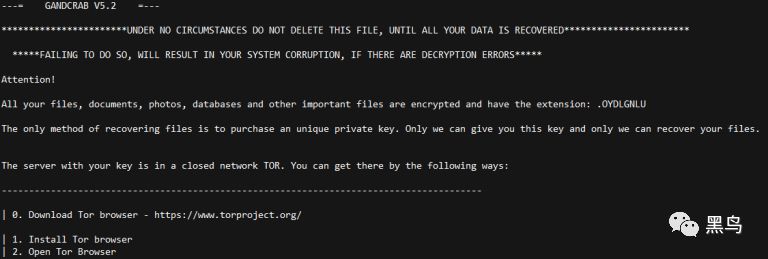 ---=    GANDCRAB V5.2    =---
***********************UNDER NO CIRCUMSTANCES DO NOT DELETE THIS FILE, UNTIL ALL YOUR DATA IS RECOVERED***********************
*****FAILING TO DO SO, WILL RESULT IN YOUR SYSTEM CORRUPTION, IF THERE ARE DECRYPTION ERRORS*****
Attention!
All your files, documents, photos, databases and other important files are encrypted and have the extension: .OYDLGNLU
The only method of recovering files is to purchase an unique private key. Only we can give you this key and only we can recover your files.
The server with your key is in a closed network TOR. You can get there by the following ways:
----------------------------------------------------------------------------------------
| 0. Download Tor browser - https://www.torproject.org/
| 1. Install Tor browser
| 2. Open Tor Browser
黑鸟